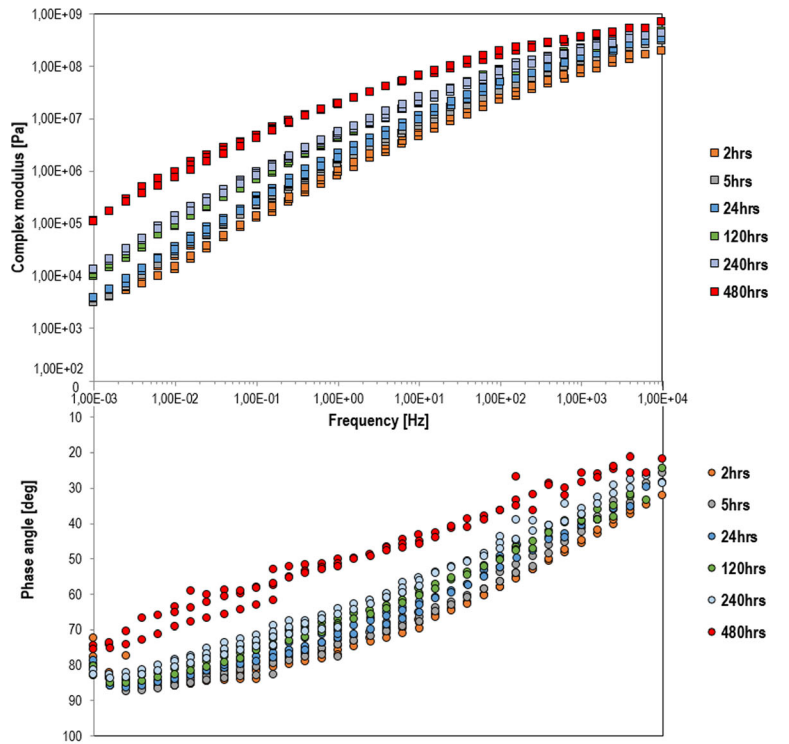 1,00E+09
1,00E+08
1,00E+07
1,00E+06
1,00E+05
1,00E+04
1,00E+03
1,00E+02
Complex modulus [Pa]
2hrs
5hrs
24hrs
120hrs
240hrs
480hrs
0
1,00E-03 1,00E-02 1,00E-01 1,00E+00 1,00E+01 1,00E+02 1,00E+03 1,00E+04
Frequency [Hz]
10
20
30
40
50
60
70
80
90
100
Phase angle [deg]
2hrs
5hrs
24hrs
120hrs
240hrs
480hrs